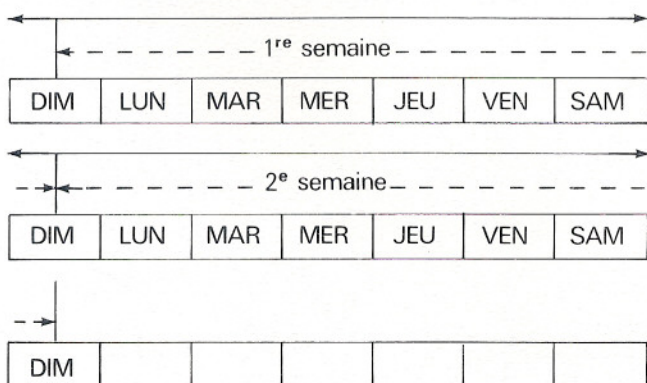 1re semaine
DIM LUN MAR MER JEU VEN SAM
2e semaine
DIM LUN MAR MER JEU VEN SAM
DIM